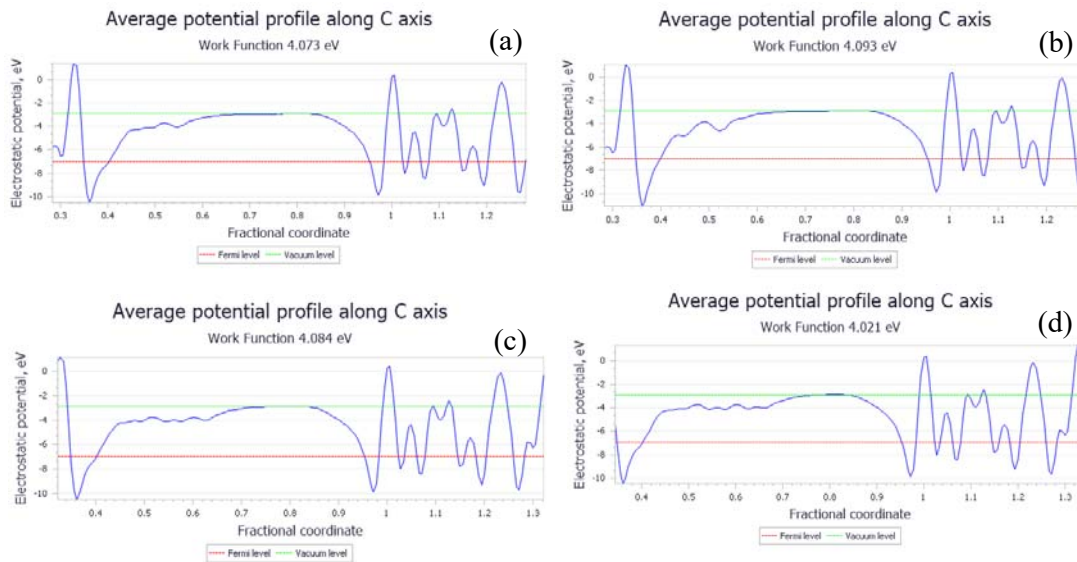 Average potential profile along C axis
Work Function 4.073 eV
(a)
Electrostatic potential, eV
0
-2
-4
-6
-8
-10
0.3 0.4 0.5 0.6 0.7 0.8 0.9 1 1.1 1.2
Fractional coordinate
Fermi level Vacuum level
Average potential profile along C axis
Work Function 4.093 eV
(b)
Electrostatic potential, eV
0
-2
-4
-6
-8
-10
0.3 0.4 0.5 0.6 0.7 0.8 0.9 1 1.1 1.2
Fractional coordinate
Fermi level Vacuum level
Average potential profile along C axis
Work Function 4.084 eV
(c)
Electrostatic potential, eV
0
-2
-4
-6
-8
-10
0.4 0.5 0.6 0.7 0.8 0.9 1 1.1 1.2 1.3
Fractional coordinate
Fermi level Vacuum level
Average potential profile along C axis
Work Function 4.021 eV
(d)
Electrostatic potential, eV
0
-2
-4
-6
-8
-10
0.4 0.5 0.6 0.7 0.8 0.9 1 1.1 1.2 1.3
Fractional coordinate
Fermi level Vacuum level